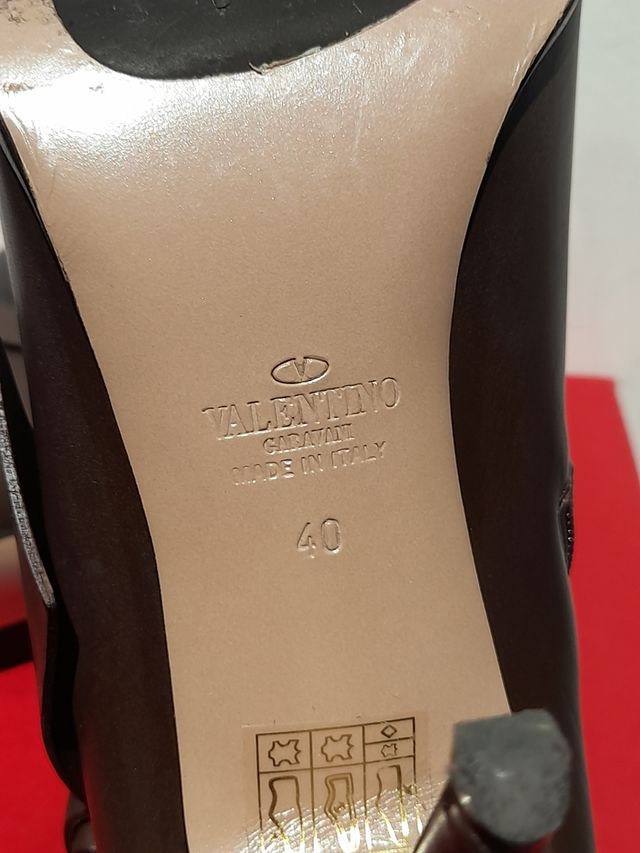 V
VALENTINO
GARAVANI
MADE IN ITALY
40